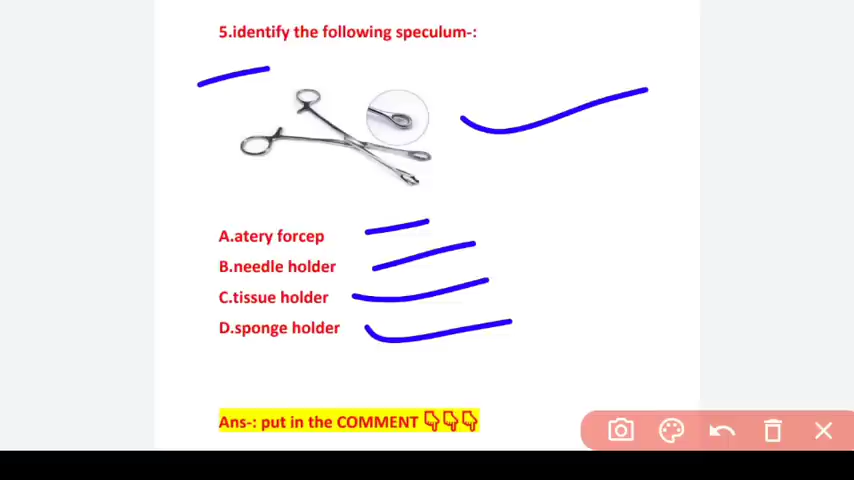 5.identify the following speculum-:
A.atery forcep
B.needle holder
C.tissue holder
D.sponge holder
Ans-: put in the COMMENT 👇👇👇